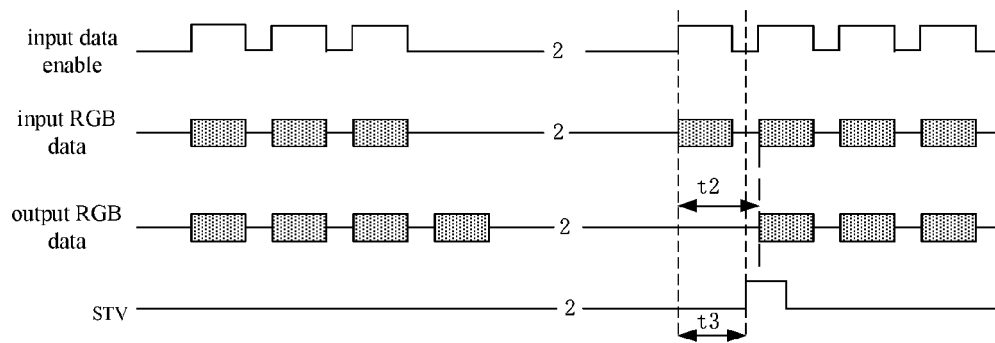 input data
enable
2
input RGB
data
2
t2
output RGB
data
2
STV
2
t3